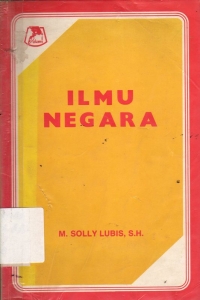 ILMU
NEGARA
M. SOLLY LUBIS, S.H.